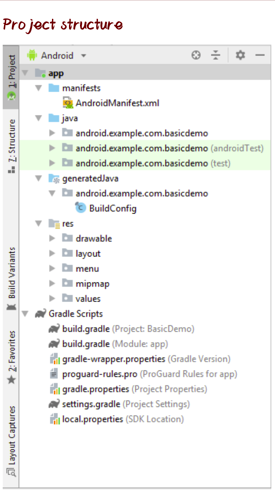 Project structure
Android
1: Project
app
manifests
AndroidManifest.xml
java
android.example.com.basicdemo
android.example.com.basicdemo (androidTest)
android.example.com.basicdemo (test)
generatedJava
android.example.com.basicdemo
BuildConfig
res
drawable
layout
menu
mipmap
values
Gradle Scripts
build.gradle (Project: BasicDemo)
build.gradle (Module: app)
gradle-wrapper.properties (Gradle Version)
proguard-rules.pro (ProGuard Rules for app)
gradle.properties (Project Properties)
settings.gradle (Project Settings)
local.properties (SDK Location)
Z: Structure
Build Variants
2: Favorites
Layout Captures